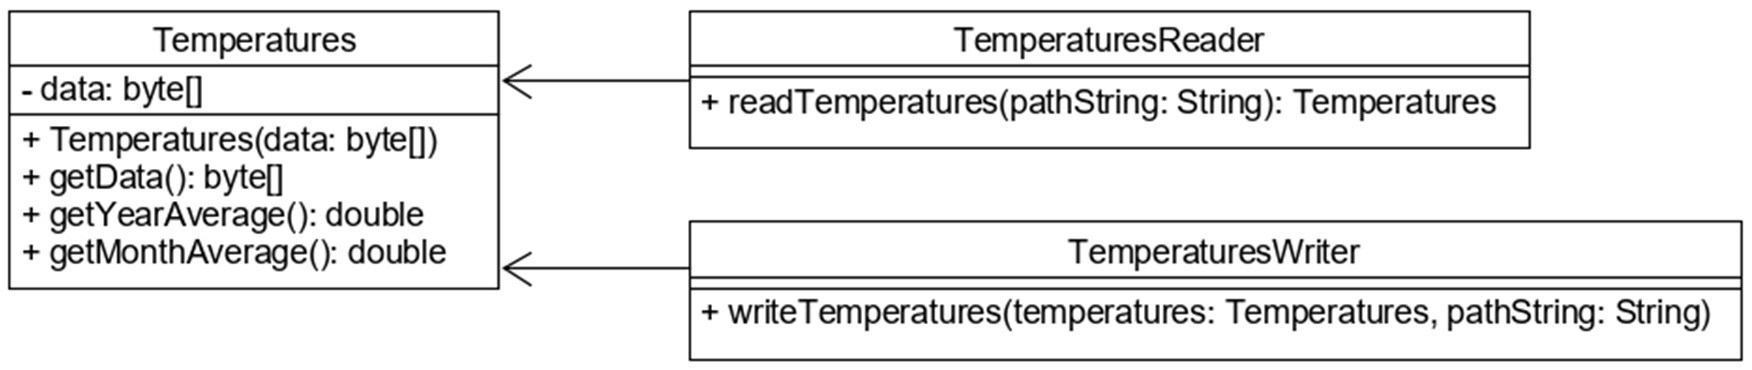 Temperatures
- data: byte[]
+ Temperatures(data: byte[])
+ getData(): byte[]
+ getYearAverage(): double
+ getMonthAverage(): double
TemperaturesReader
+ readTemperatures(pathString: String): Temperatures
TemperaturesWriter
+ writeTemperatures(temperatures: Temperatures, pathString: String)